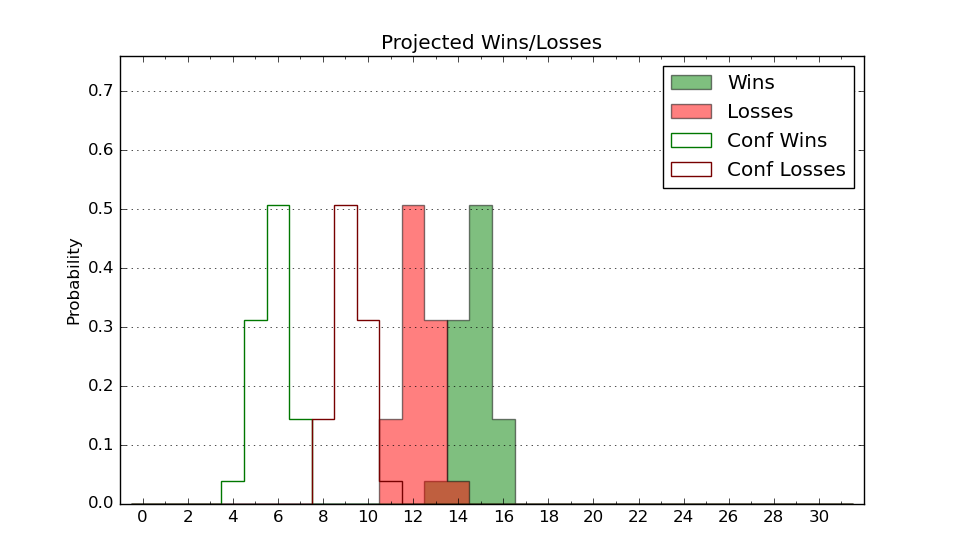 Projected Wins/Losses
Wins
Losses
Conf Wins
Conf Losses
Probability
0.7
0.6
0.5
0.4
0.3
0.2
0.1
0.0
0 2 4 6 8 10 12 14 16 18 20 22 24 26 28 30